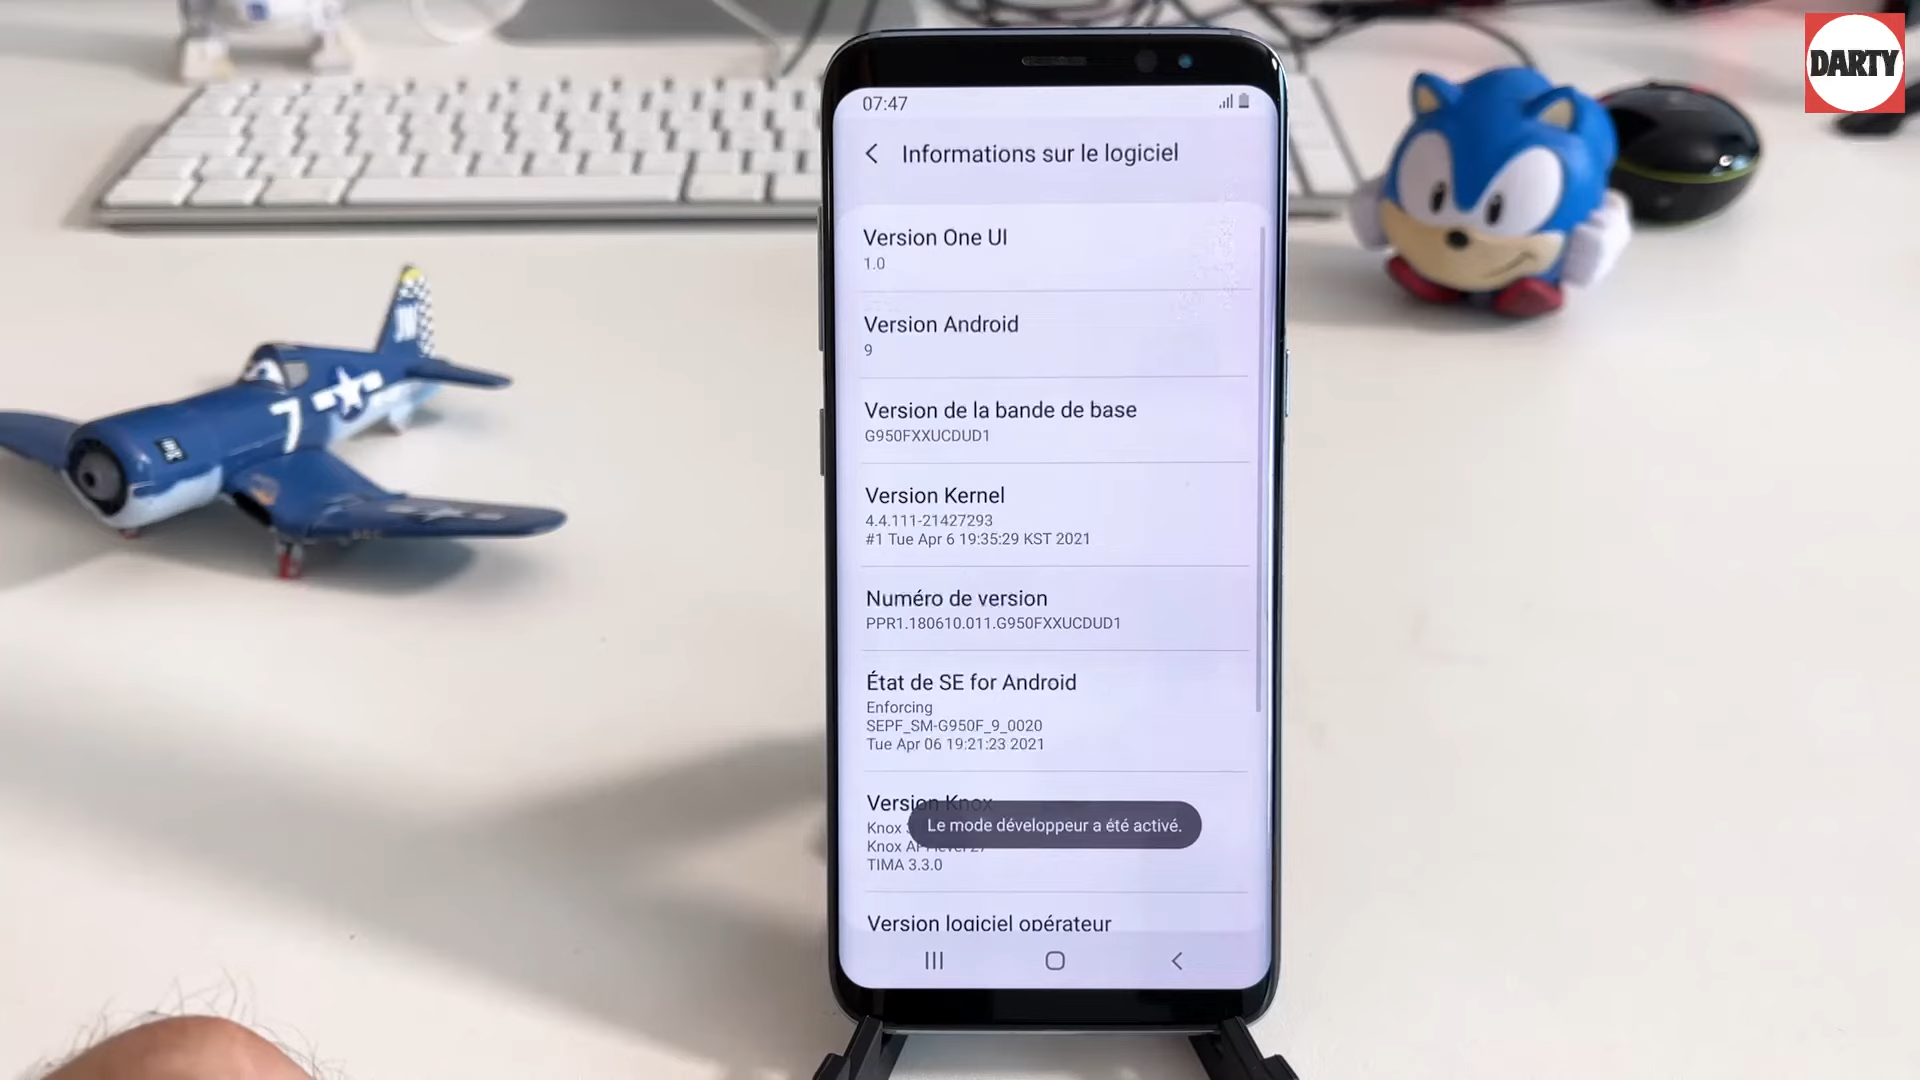 DARTY
07:47
Informations sur le logiciel
Version One UI
1.0
Version Android
9
Version de la bande de base
G950FXXUCDUD1
Version Kernel
4.4.111-21427293
#1 Tue Apr 6 19:35:29 KST 2021
Numéro de version
PPR1.180610.011.G950FXXUCDUD1
État de SE for Android
Enforcing
SEPF_SM-G950F_9_0020
Tue Apr 06 19:21:23 2021
Version Knox
Knox
Le mode développeur a été activé.
Knox
TIMA 3.3.0
Version logiciel opérateur
7